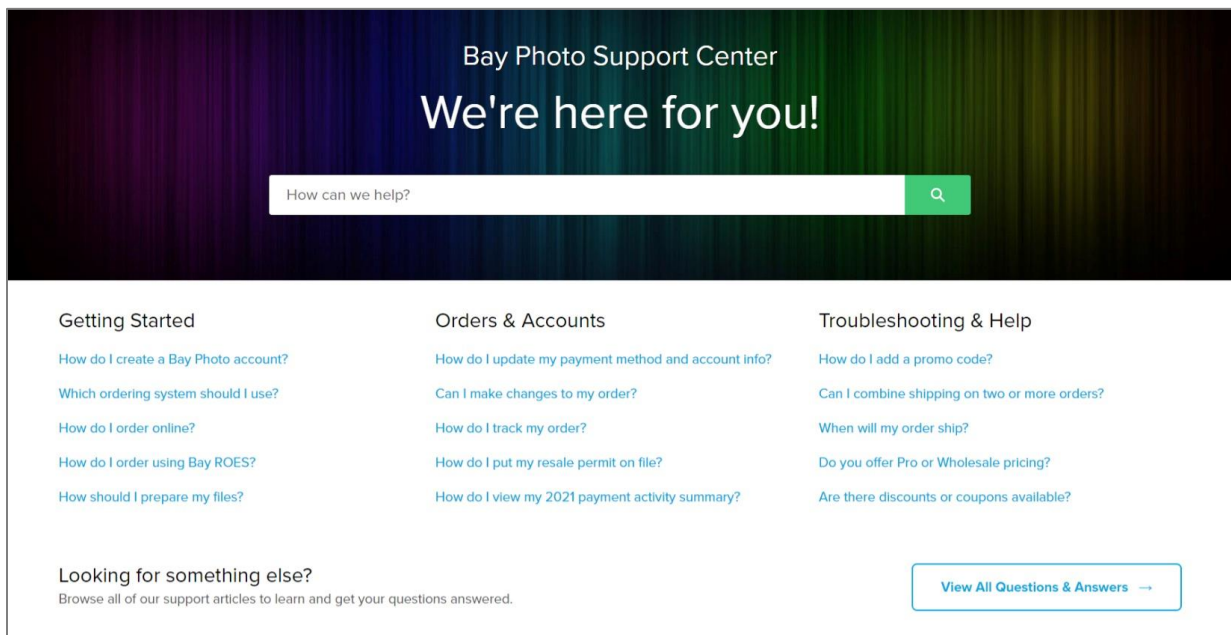 Bay Photo Support Center
We're here for you!
How can we help?
Getting Started
How do I create a Bay Photo account?
Which ordering system should I use?
How do I order online?
How do I order using Bay ROES?
How should I prepare my files?
Orders & Accounts
How do I update my payment method and account info?
Can I make changes to my order?
How do I track my order?
How do I put my resale permit on file?
How do I view my 2021 payment activity summary?
Troubleshooting & Help
How do I add a promo code?
Can I combine shipping on two or more orders?
When will my order ship?
Do you offer Pro or Wholesale pricing?
Are there discounts or coupons available?
Looking for something else?
Browse all of our support articles to learn and get your questions answered.
View All Questions & Answers →